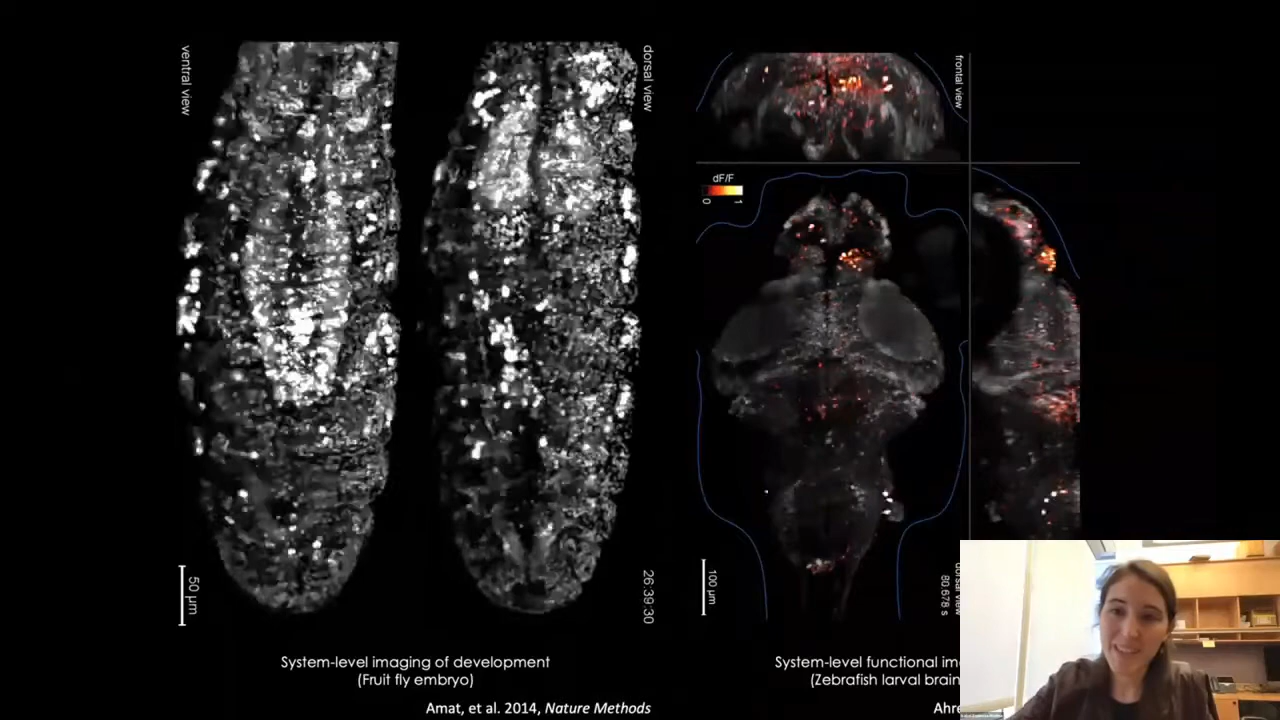 ventral view
dorsal view
frontal view
dF/F
0
1
50 µm
26:39:30
100 µm
80.678 s
System-level imaging of development
(Fruit fly embryo)
System-level functional
(Zebrafish larval brain
Amat, et al. 2014, Nature Methods